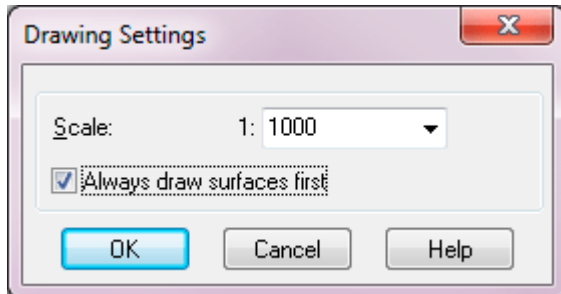 Drawing Settings
Scale: 1: 1000
Always draw surfaces first
OK Cancel Help